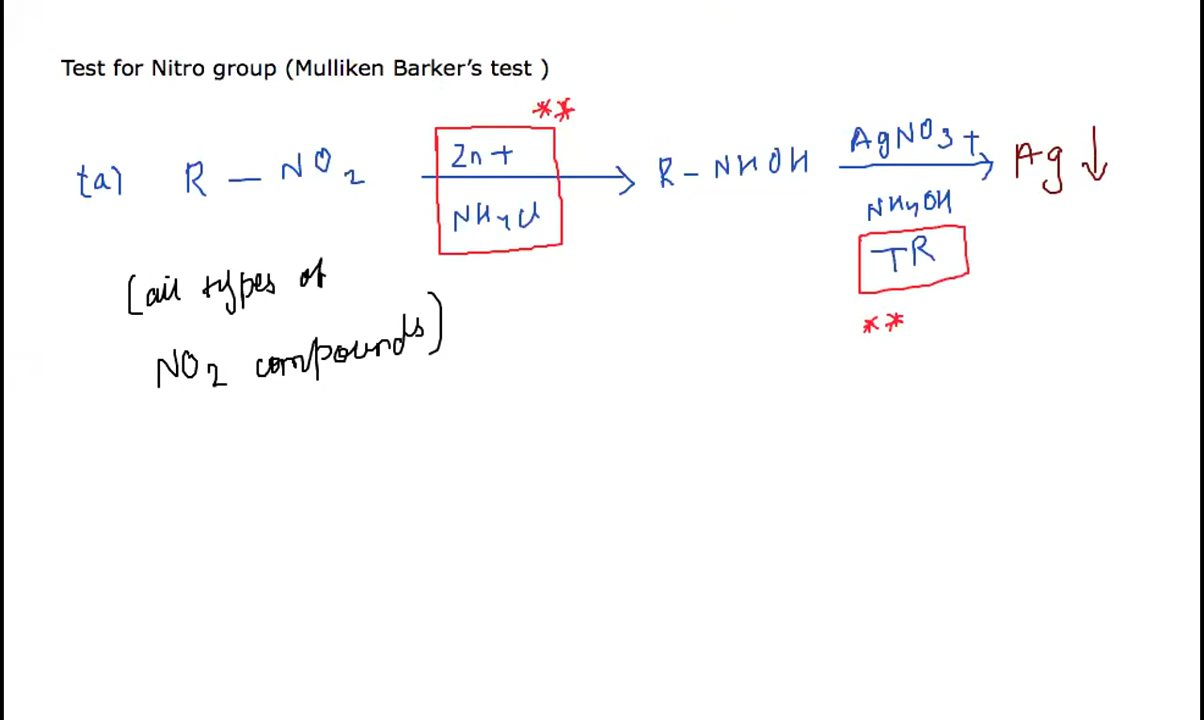 Test for Nitro group (Mulliken Barker’s test )
**
(a) R — NO2 Zn + NH4Cl R – NHOH AgNO3 + NH4OH Ag ↓
TR
**
(all types of
NO2 compounds)